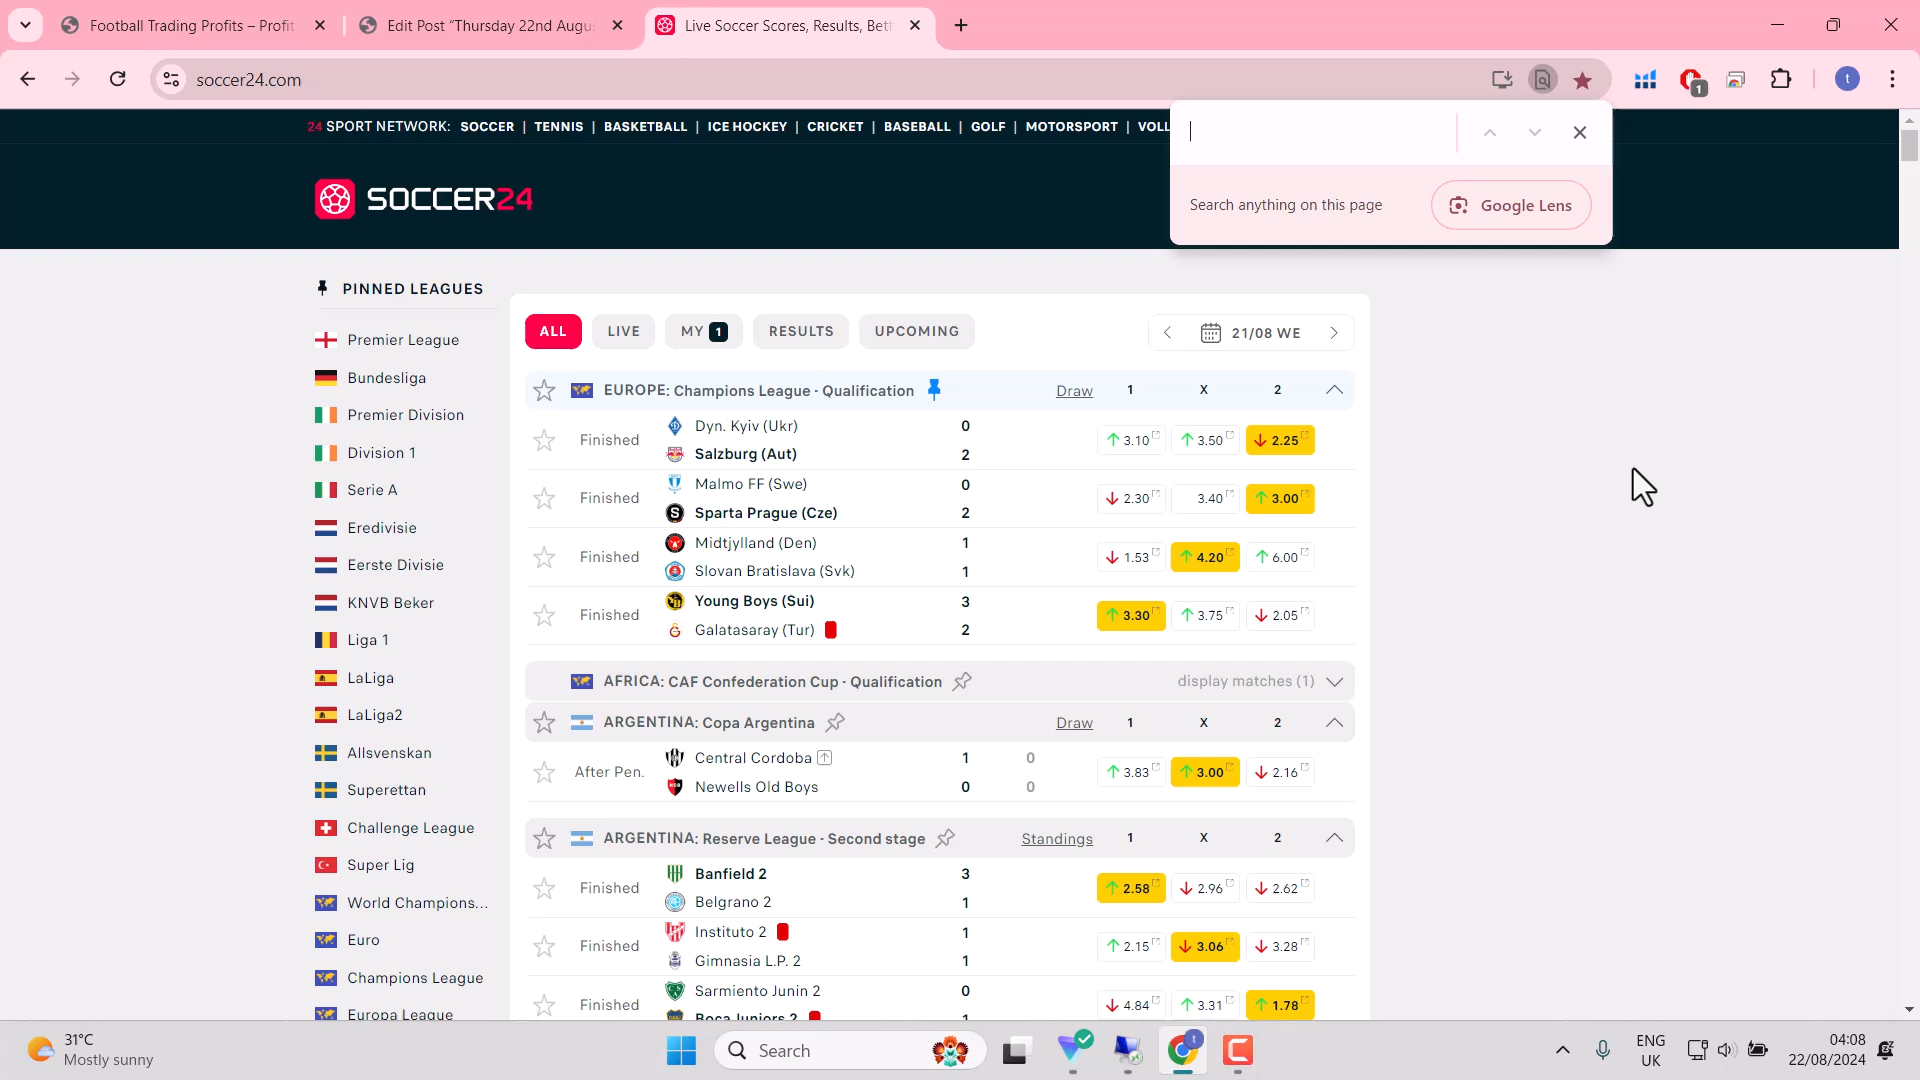 Football Trading Profits – Profit
Edit Post “Thursday 22nd Augu
Live Soccer Scores, Results, Bett
soccer24.com
1
t
24 SPORT NETWORK: SOCCER | TENNIS | BASKETBALL | ICE HOCKEY | CRICKET | BASEBALL | GOLF | MOTORSPORT | VOLL
Search anything on this page
Google Lens
SOCCER24
PINNED LEAGUES
Premier League
Bundesliga
Premier Division
Division 1
Serie A
Eredivisie
Eerste Divisie
KNVB Beker
Liga 1
LaLiga
LaLiga2
Allsvenskan
Superettan
Challenge League
Super Lig
World Champions...
Euro
Champions League
Europa League
ALL LIVE MY 1 RESULTS UPCOMING 21/08 WE
EUROPE: Champions League - Qualification Draw 1 X 2
Finished Dyn. Kyiv (Ukr) 0 3.10 3.50 2.25
Salzburg (Aut) 2
Finished Malmo FF (Swe) 0 2.30 3.40 3.00
Sparta Prague (Cze) 2
Finished Midtjylland (Den) 1 1.53 4.20 6.00
Slovan Bratislava (Svk) 1
Finished Young Boys (Sui) 3 3.30 3.75 2.05
Galatasaray (Tur) 2
AFRICA: CAF Confederation Cup - Qualification display matches (1)
ARGENTINA: Copa Argentina Draw 1 X 2
After Pen. Central Cordoba 1 0 3.83 3.00 2.16
Newells Old Boys 0 0
ARGENTINA: Reserve League - Second stage Standings 1 X 2
Finished Banfield 2 3 2.58 2.96 2.62
Belgrano 2 1
Finished Instituto 2 1 2.15 3.06 3.28
Gimnasia L.P. 2 1
Finished Sarmiento Junin 2 0 4.84 3.31 1.78
Boca Juniors 2 1
31°C
Mostly sunny
Search
t
ENG
UK
04:08
22/08/2024